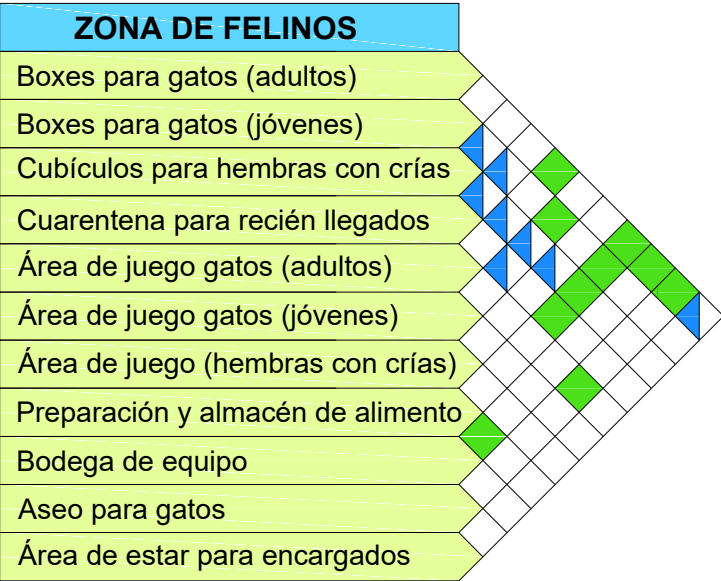 ZONA DE FELINOS
Boxes para gatos (adultos)
Boxes para gatos (jóvenes)
Cubículos para hembras con crías
Cuarentena para recién llegados
Área de juego gatos (adultos)
Área de juego gatos (jóvenes)
Área de juego (hembras con crías)
Preparación y almacén de alimento
Bodega de equipo
Aseo para gatos
Área de estar para encargados